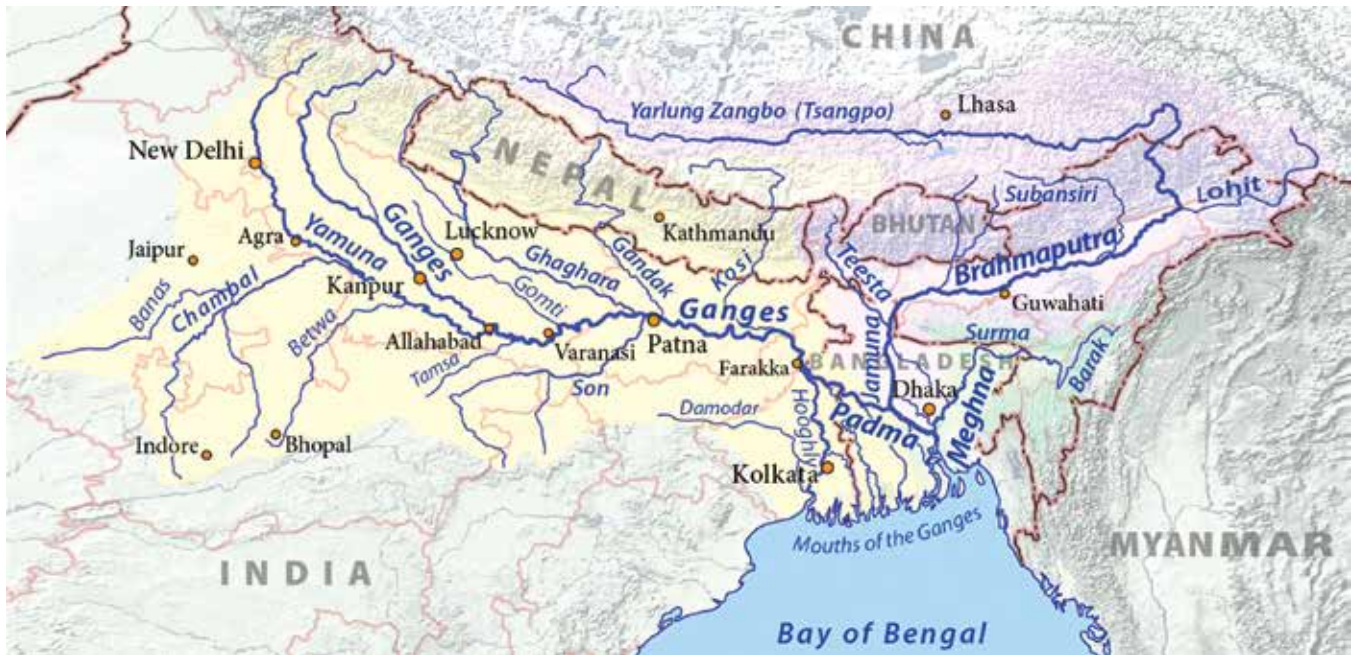 CHINA
Yarlung Zangbo (Tsangpo)
Lhasa
New Delhi
NEPAL
Subansiri
Lohit
BHUTAN
Kathmandu
Agra
Yamuna
Ganges
Lucknow
Jaipur
Ghaghara
Gandak
Kosi
Teesta
Brahmaputra
Guwahati
Banas
Chambal
Kanpur
Gomti
Ganges
Betwa
Allahabad
Varanasi
Patna
Surma
Barak
Tamsa
Son
Farakka
BANGLADESH
Jamuna
Dhaka
Meghna
Damodar
Hooghly
Padma
Indore
Bhopal
Kolkata
Mouths of the Ganges
INDIA
MYANMAR
Bay of Bengal